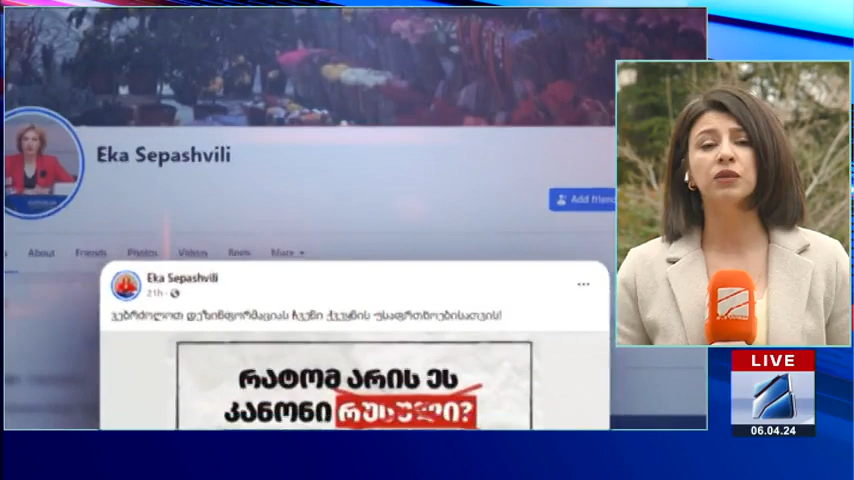 Eka Sepashvili
Add friend
About Friends Photos Videos Reels More
Eka Sepashvili
21h
ვებრძოლოთ დეზინფორმაციას ჩვენი ქვეყნის უსაფრთხოებისათვის!
რატომ არის ეს
კანონი რუსული?
LIVE
06.04.24